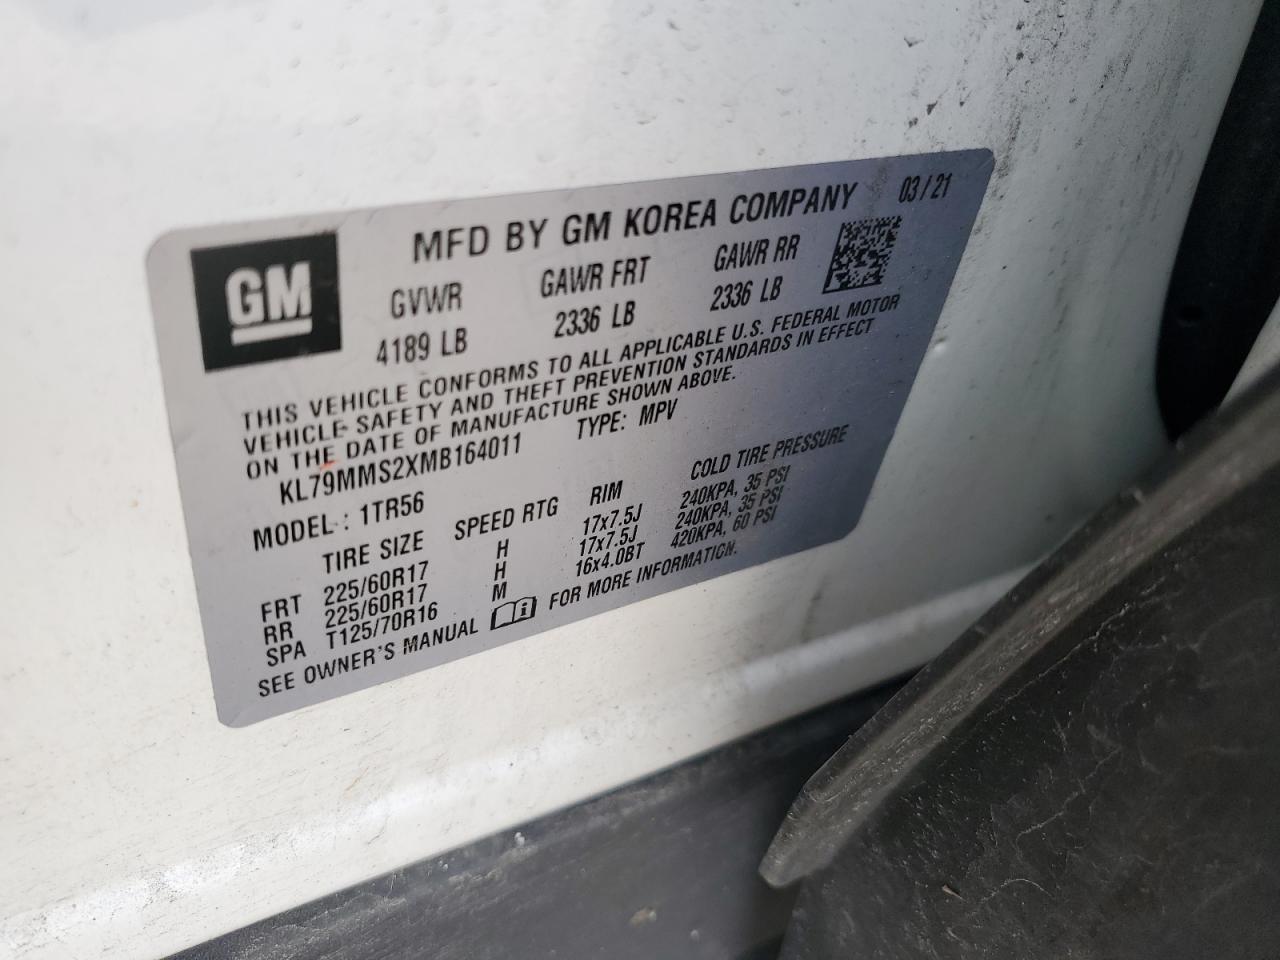 GM
MFD BY GM KOREA COMPANY 03/21
GVWR GAWR FRT GAWR RR
4189 LB 2336 LB 2336 LB
THIS VEHICLE CONFORMS TO ALL APPLICABLE U.S. FEDERAL MOTOR
VEHICLE SAFETY AND THEFT PREVENTION STANDARDS IN EFFECT
ON THE DATE OF MANUFACTURE SHOWN ABOVE.
KL79MMS2XMB164011 TYPE: MPV
MODEL: 1TR56
TIRE SIZE SPEED RTG RIM COLD TIRE PRESSURE
FRT 225/60R17 H 17x7.5J 240KPA, 35 PSI
RR 225/60R17 H 17x7.5J 240KPA, 35 PSI
SPA T125/70R16 M 16x4.0BT 420KPA, 60 PSI
SEE OWNER'S MANUAL FOR MORE INFORMATION.